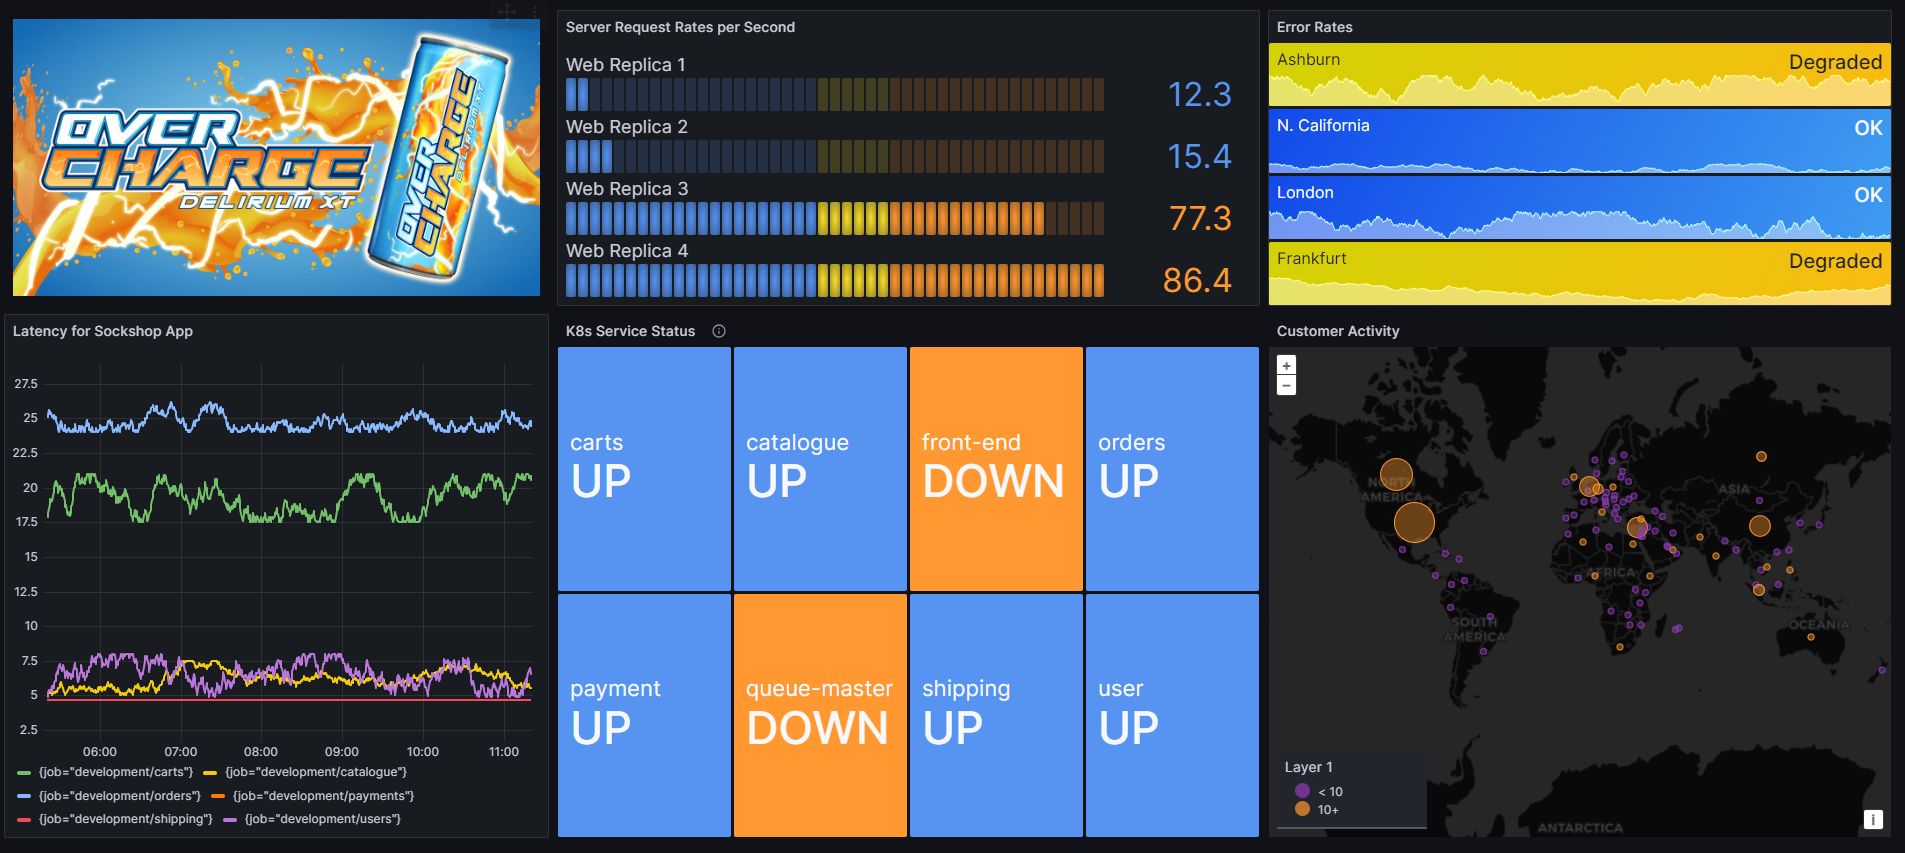 OVER
CHARGE
DELIRIUM XT
OVER
CHARGE
DELIRIUM XT
Server Request Rates per Second
Web Replica 1
12.3
Web Replica 2
15.4
Web Replica 3
77.3
Web Replica 4
86.4
Error Rates
Ashburn
Degraded
N. California
OK
London
OK
Frankfurt
Degraded
Latency for Sockshop App
27.5
25
22.5
20
17.5
15
12.5
10
7.5
5
2.5
06:00 07:00 08:00 09:00 10:00 11:00
{job="development/carts"} {job="development/catalogue"}
{job="development/orders"} {job="development/payments"}
{job="development/shipping"} {job="development/users"}
K8s Service Status
carts
UP
catalogue
UP
front-end
DOWN
orders
UP
payment
UP
queue-master
DOWN
shipping
UP
user
UP
Customer Activity
+
−
NORTH
AMERICA
ASIA
AFRICA
SOUTH
AMERICA
OCEANIA
ANTARCTICA
Layer 1
< 10
10+
i